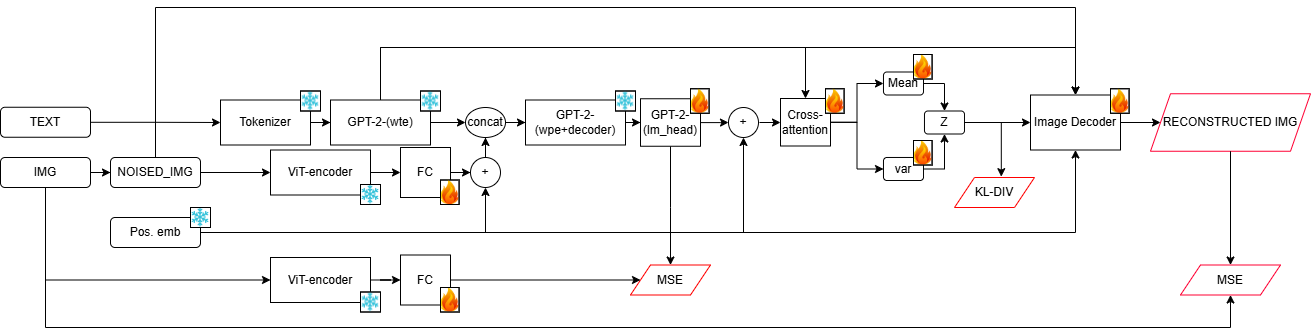 TEXT
Tokenizer
GPT-2-(wte)
concat
GPT-2-
(wpe+decoder)
GPT-2-
(lm_head)
+
Cross-
attention
Mean
var
Z
KL-DIV
Image Decoder
RECONSTRUCTED IMG
IMG
NOISED_IMG
ViT-encoder
FC
+
Pos. emb
ViT-encoder
FC
MSE
MSE